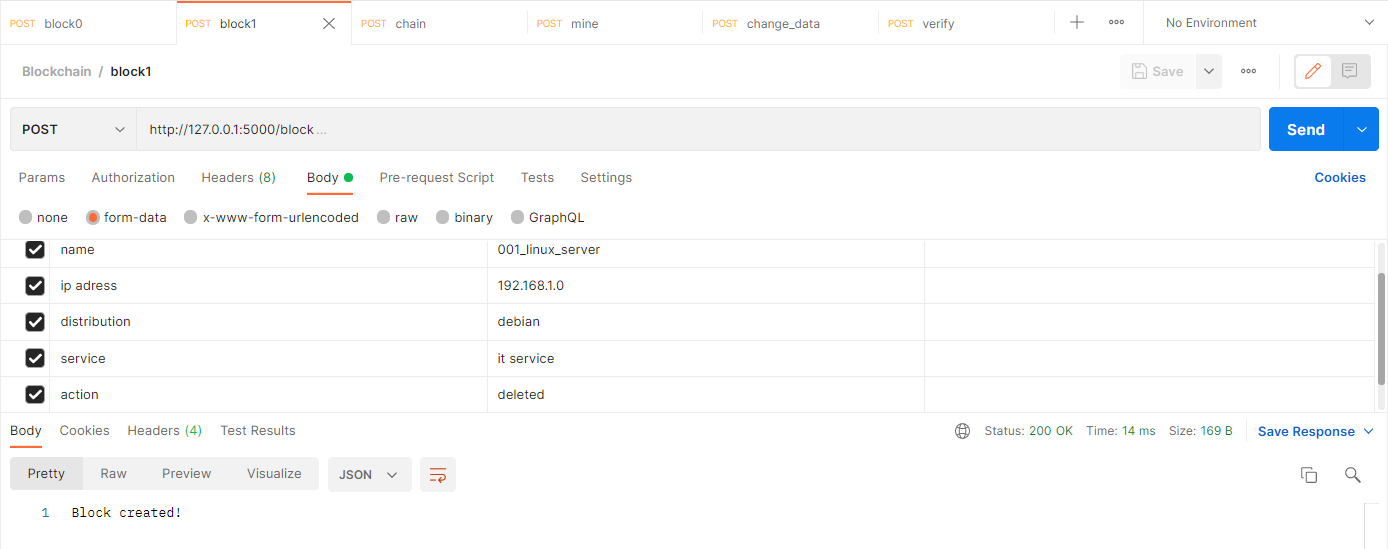 POST block0 POST block1 POST chain POST mine POST change_data POST verify No Environment
Blockchain / block1 Save
POST http://127.0.0.1:5000/block ... Send
Params Authorization Headers (8) Body Pre-request Script Tests Settings Cookies
none form-data x-www-form-urlencoded raw binary GraphQL
name 001_linux_server
ip adress 192.168.1.0
distribution debian
service it service
action deleted
Body Cookies Headers (4) Test Results Status: 200 OK Time: 14 ms Size: 169 B Save Response
Pretty Raw Preview Visualize JSON
1 Block created!